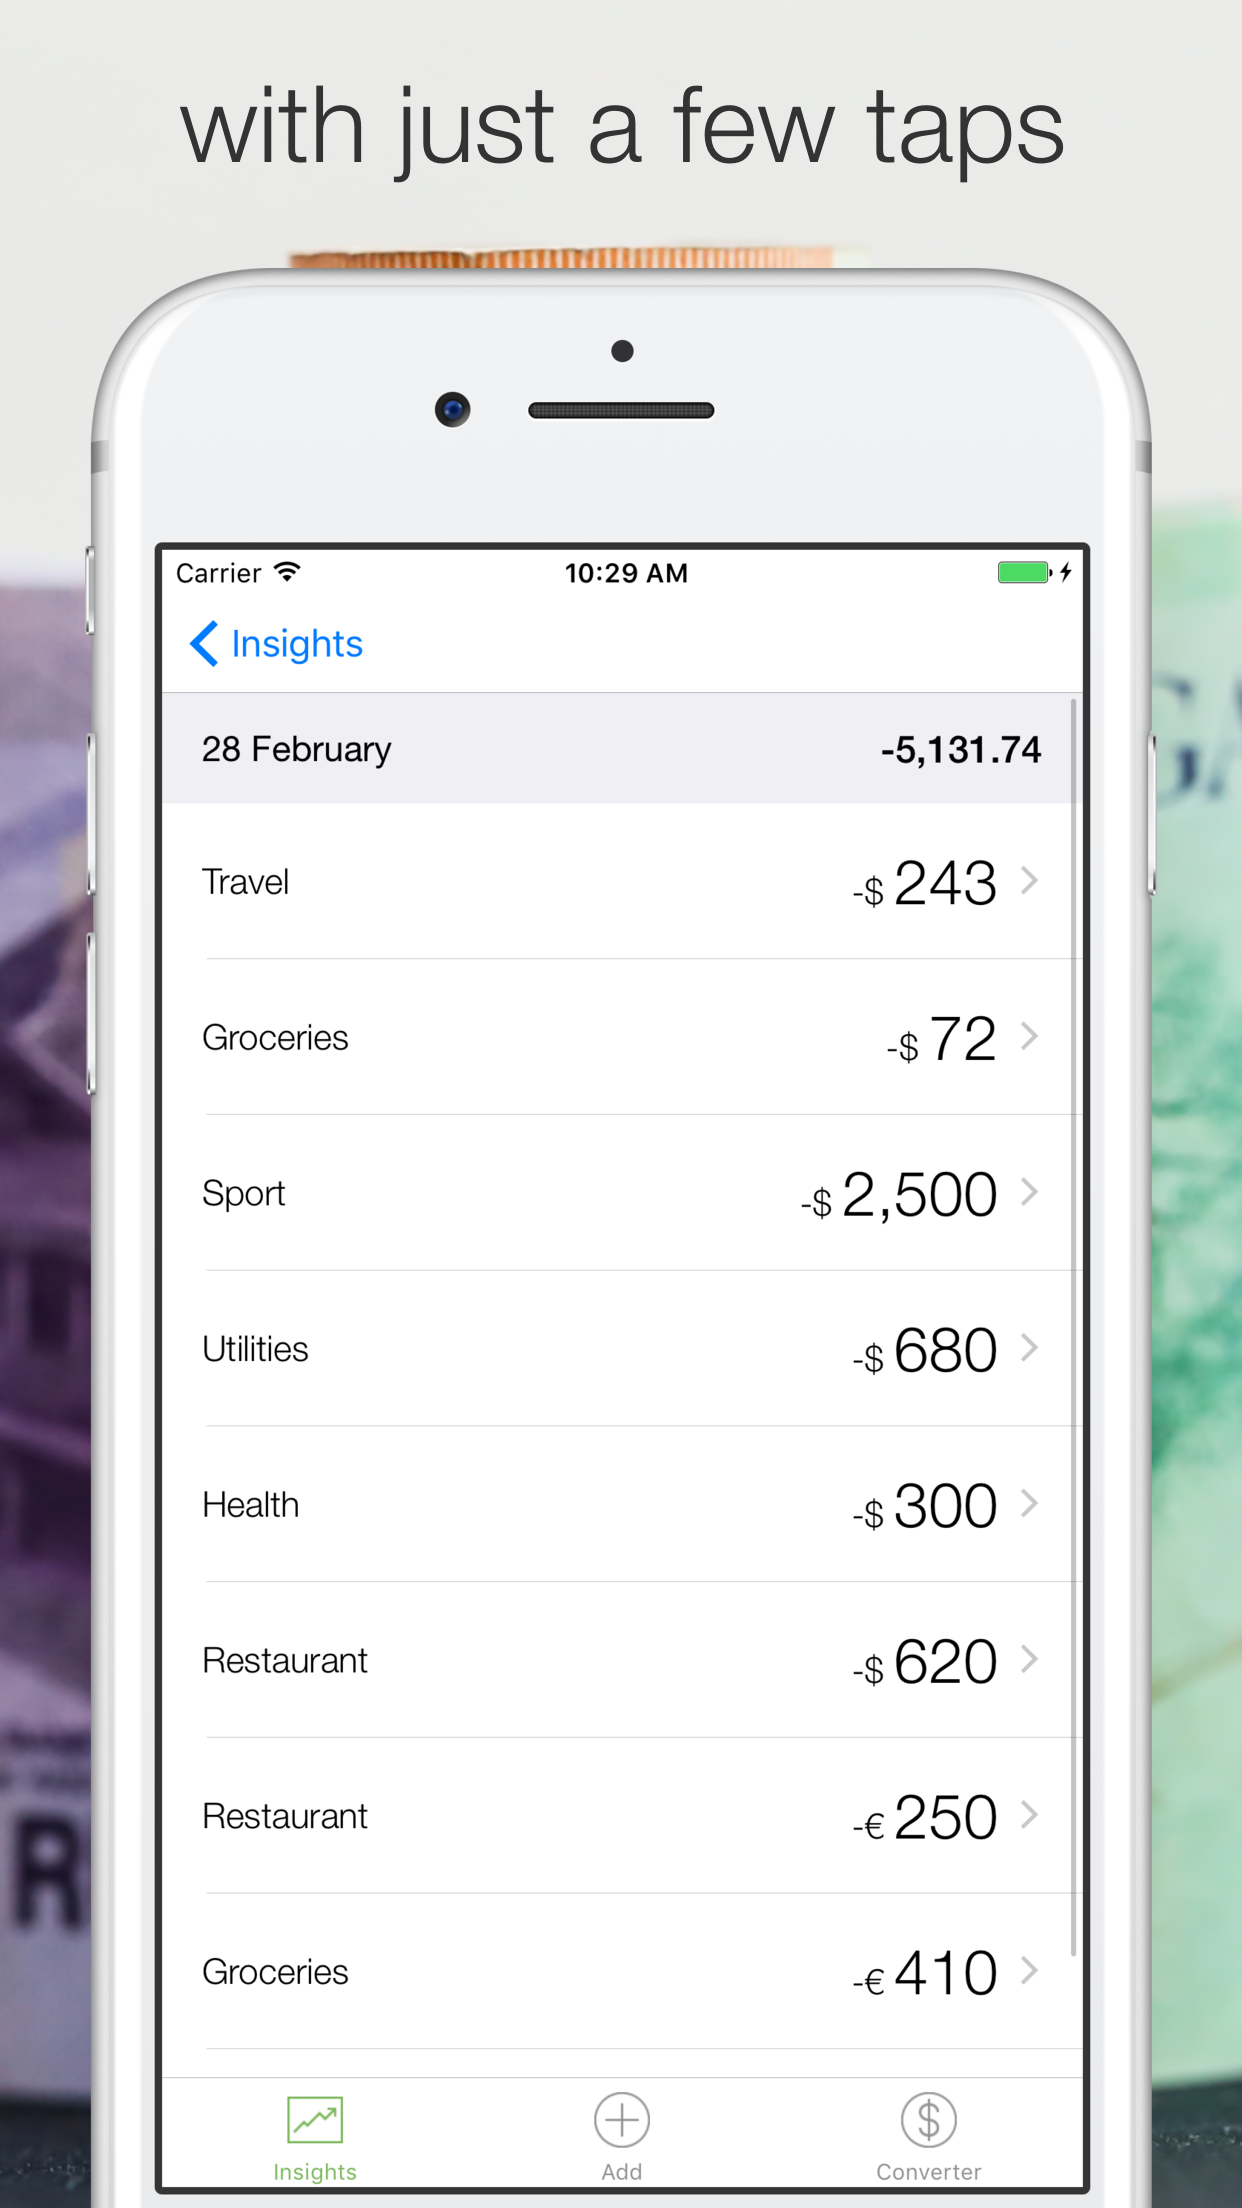 with just a few taps
Carrier 10:29 AM
Insights
28 February -5,131.74
Travel -$ 243
Groceries -$ 72
Sport -$ 2,500
Utilities -$ 680
Health -$ 300
Restaurant -$ 620
Restaurant -€ 250
Groceries -€ 410
Insights Add Converter
R